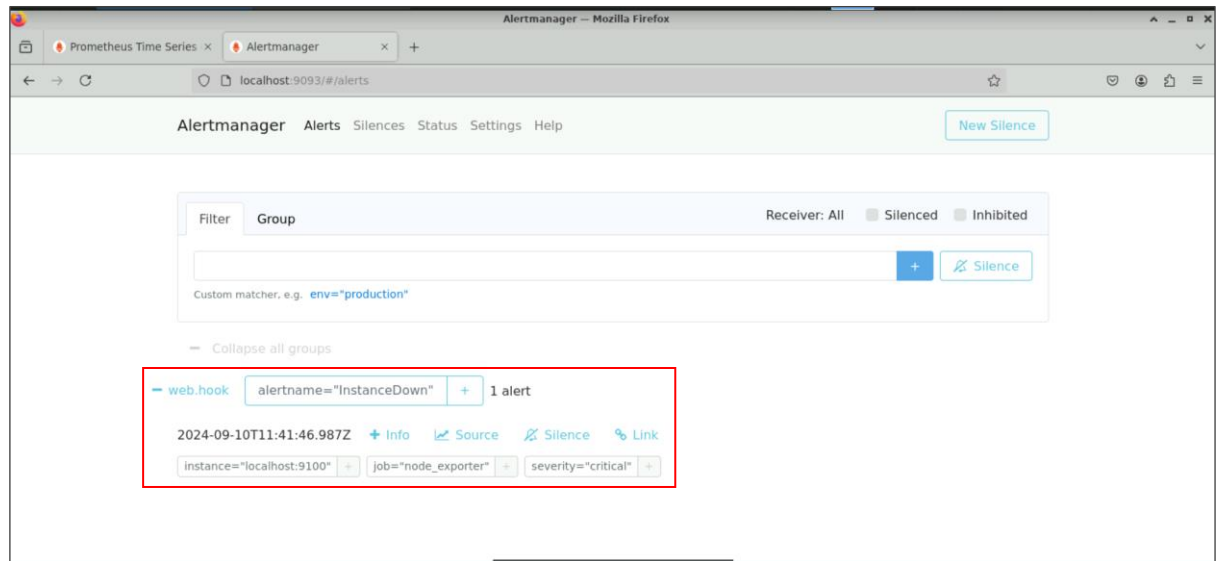 Alertmanager — Mozilla Firefox
Prometheus Time Series × Alertmanager × +
localhost:9093/#/alerts
Alertmanager Alerts Silences Status Settings Help New Silence
Filter Group Receiver: All Silenced Inhibited
+ Silence
Custom matcher, e.g. env="production"
− Collapse all groups
− web.hook alertname="InstanceDown" + 1 alert
2024-09-10T11:41:46.987Z + Info Source Silence Link
instance="localhost:9100" + job="node_exporter" + severity="critical" +